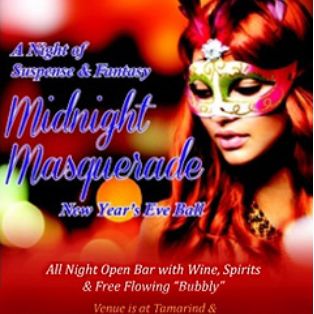 A Night of
Suspense & Fantasy
Midnight
Masquerade
New Year's Eve Ball
All Night Open Bar with Wine, Spirits
& Free Flowing "Bubbly"
Venue is at Tamarind &